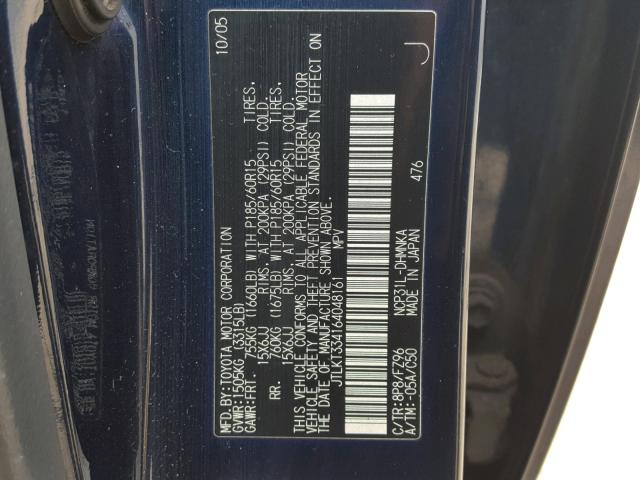 MFD.BY:TOYOTA MOTOR CORPORATION 10/05
GVWR:1505KG (3315LB)
GAWR:FRT. 755KG (1660LB) WITH P185/60R15 TIRES,
15X6JJ RIMS, AT 200KPA (29PSI) COLD.
RR. 760KG (1675LB) WITH P185/60R15 TIRES,
15X6JJ RIMS, AT 200KPA (29PSI) COLD.
THIS VEHICLE CONFORMS TO ALL APPLICABLE FEDERAL MOTOR
VEHICLE SAFETY AND THEFT PREVENTION STANDARDS IN EFFECT ON
THE DATE OF MANUFACTURE SHOWN ABOVE.
JTLKT334164048161 MPV
J
C/TR:8P8/FZ26 NCP31L-DHMNKA
A/TM:-05A/C50 MADE IN JAPAN 476